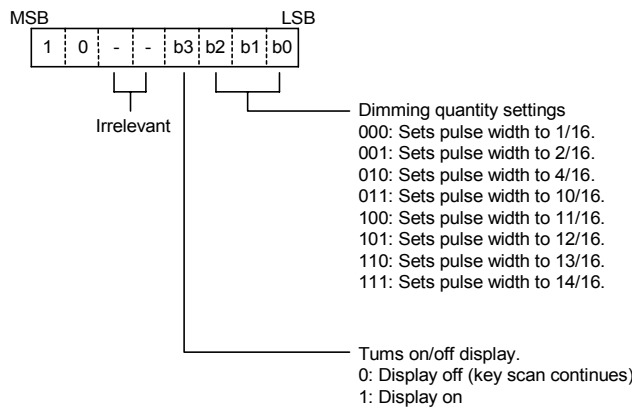 MSB LSB
1 0 - - b3 b2 b1 b0
Irrelevant
Dimming quantity settings
000: Sets pulse width to 1/16.
001: Sets pulse width to 2/16.
010: Sets pulse width to 4/16.
011: Sets pulse width to 10/16.
100: Sets pulse width to 11/16.
101: Sets pulse width to 12/16.
110: Sets pulse width to 13/16.
111: Sets pulse width to 14/16.
Tums on/off display.
0: Display off (key scan continues)
1: Display on